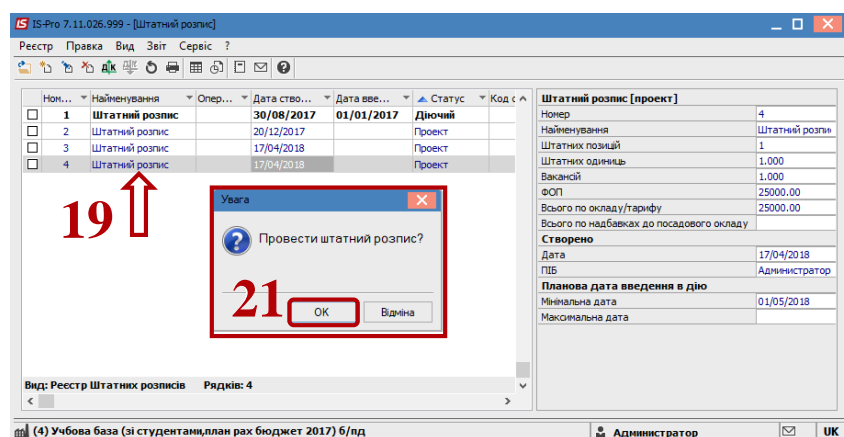 IS-Pro 7.11.026.999 - [Штатний розпис]
Реєстр Правка Вид Звіт Сервіс ?
Ном... Найменування Опер... Дата ство... Дата вве... Статус Код с
1 Штатний розпис 30/08/2017 01/01/2017 Діючий
2 Штатний розпис 20/12/2017 Проект
3 Штатний розпис 17/04/2018 Проект
4 Штатний розпис 17/04/2018 Проект
19
Увага
Провести штатний розпис?
21
OK Відміна
Вид: Реєстр Штатних розписів Рядків: 4
Штатний розпис [проект]
Номер 4
Найменування Штатний розпи
Штатних позицій 1
Штатних одиниць 1.000
Вакансій 1.000
ФОП 25000.00
Всього по окладу/тарифу 25000.00
Всього по надбавках до посадового окладу
Створено
Дата 17/04/2018
ПІБ Администратор
Планова дата введення в дію
Мінімальна дата 01/05/2018
Максимальна дата
(4) Учбова база (зі студентами,план рах бюджет 2017) б/пд Администратор UK